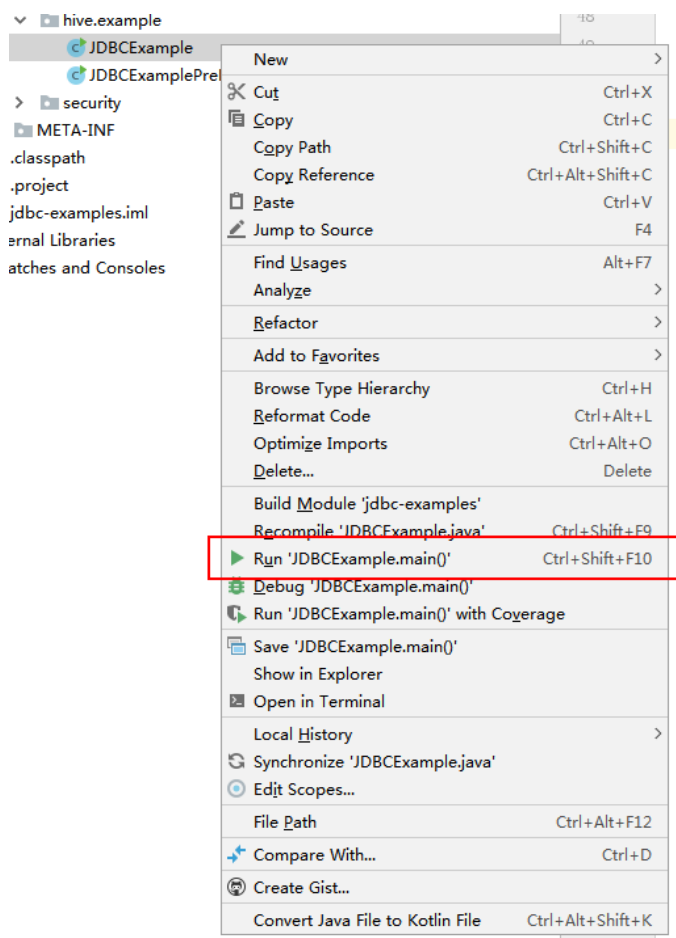 hive.example
48
JDBCExample
49
JDBCExamplePre
security
META-INF
.classpath
.project
jdbc-examples.iml
ernal Libraries
atches and Consoles
New
Cut Ctrl+X
Copy Ctrl+C
Copy Path Ctrl+Shift+C
Copy Reference Ctrl+Alt+Shift+C
Paste Ctrl+V
Jump to Source F4
Find Usages Alt+F7
Analyze
Refactor
Add to Favorites
Browse Type Hierarchy Ctrl+H
Reformat Code Ctrl+Alt+L
Optimize Imports Ctrl+Alt+O
Delete... Delete
Build Module 'jdbc-examples'
Recompile 'JDBCExample.java' Ctrl+Shift+F9
Run 'JDBCExample.main()' Ctrl+Shift+F10
Debug 'JDBCExample.main()'
Run 'JDBCExample.main()' with Coverage
Save 'JDBCExample.main()'
Show in Explorer
Open in Terminal
Local History
Synchronize 'JDBCExample.java'
Edit Scopes...
File Path Ctrl+Alt+F12
Compare With... Ctrl+D
Create Gist...
Convert Java File to Kotlin File Ctrl+Alt+Shift+K